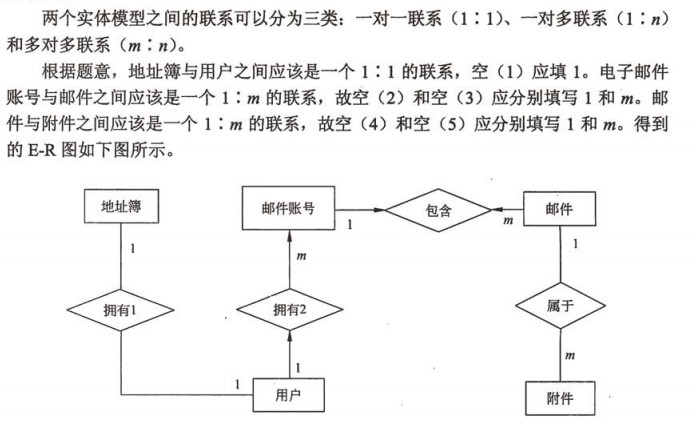 两个实体模型之间的联系可以分为三类：一对一联系（1∶1）、一对多联系（1∶n）
和多对多联系（m∶n）。
根据题意，地址簿与用户之间应该是一个 1∶1 的联系，空（1）应填 1。电子邮件
账号与邮件之间应该是一个 1∶m 的联系，故空（2）和空（3）应分别填写 1 和 m。邮
件与附件之间应该是一个 1∶m 的联系，故空（4）和空（5）应分别填写 1 和 m。得到
的 E-R 图如下图所示。
地址簿
邮件账号
包含
邮件
1
m
1
m
1
拥有1
拥有2
属于
1
1
m
用户
附件